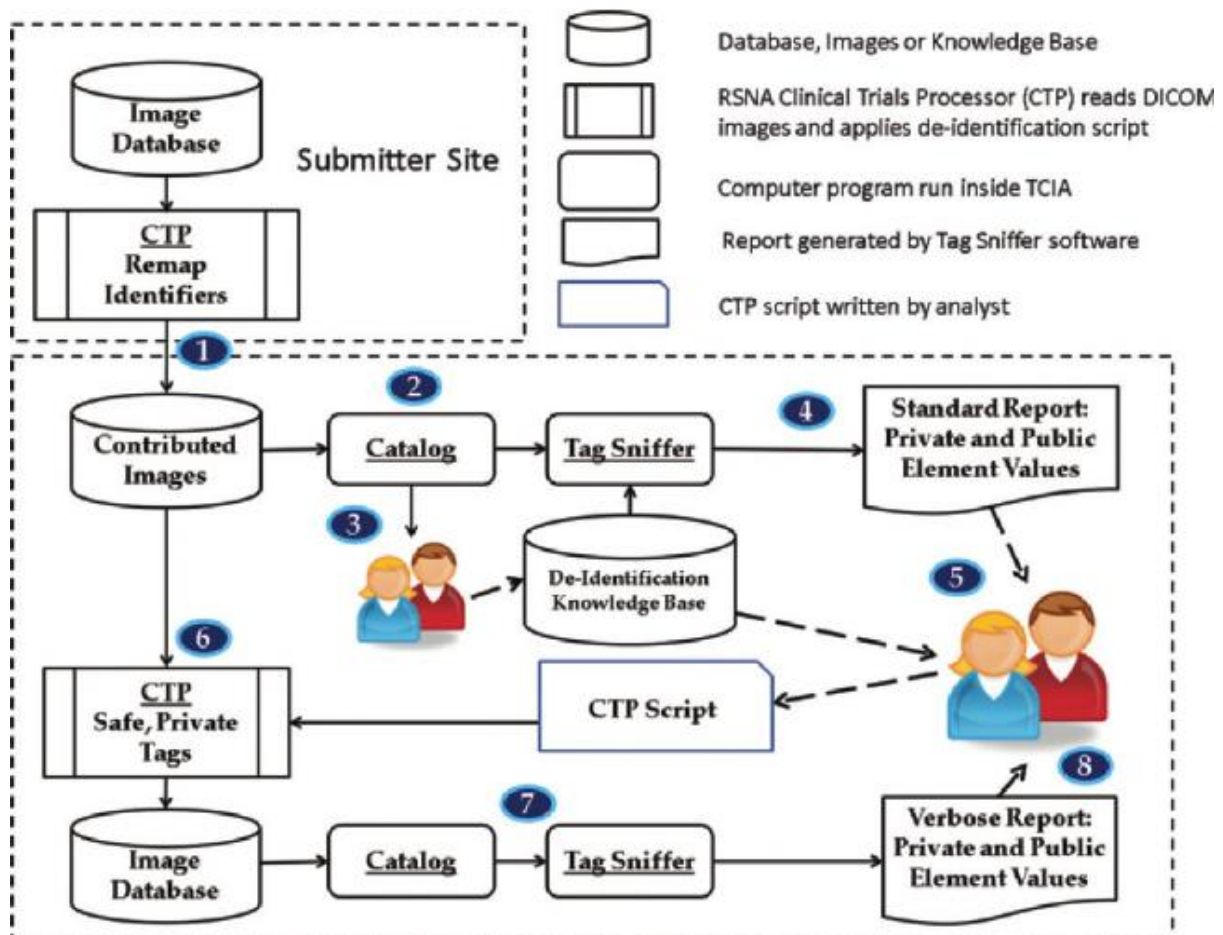 Image
Database
Submitter Site
CTP
Remap
Identifiers
Database, Images or Knowledge Base
RSNA Clinical Trials Processor (CTP) reads DICOM
images and applies de-identification script
Computer program run inside TCIA
Report generated by Tag Sniffer software
CTP script written by analyst
1
2
4
Contributed
Images
Catalog
Tag Sniffer
Standard Report:
Private and Public
Element Values
3
De-Identification
Knowledge Base
5
6
CTP
Safe, Private
Tags
CTP Script
8
7
Image
Database
Catalog
Tag Sniffer
Verbose Report:
Private and Public
Element Values